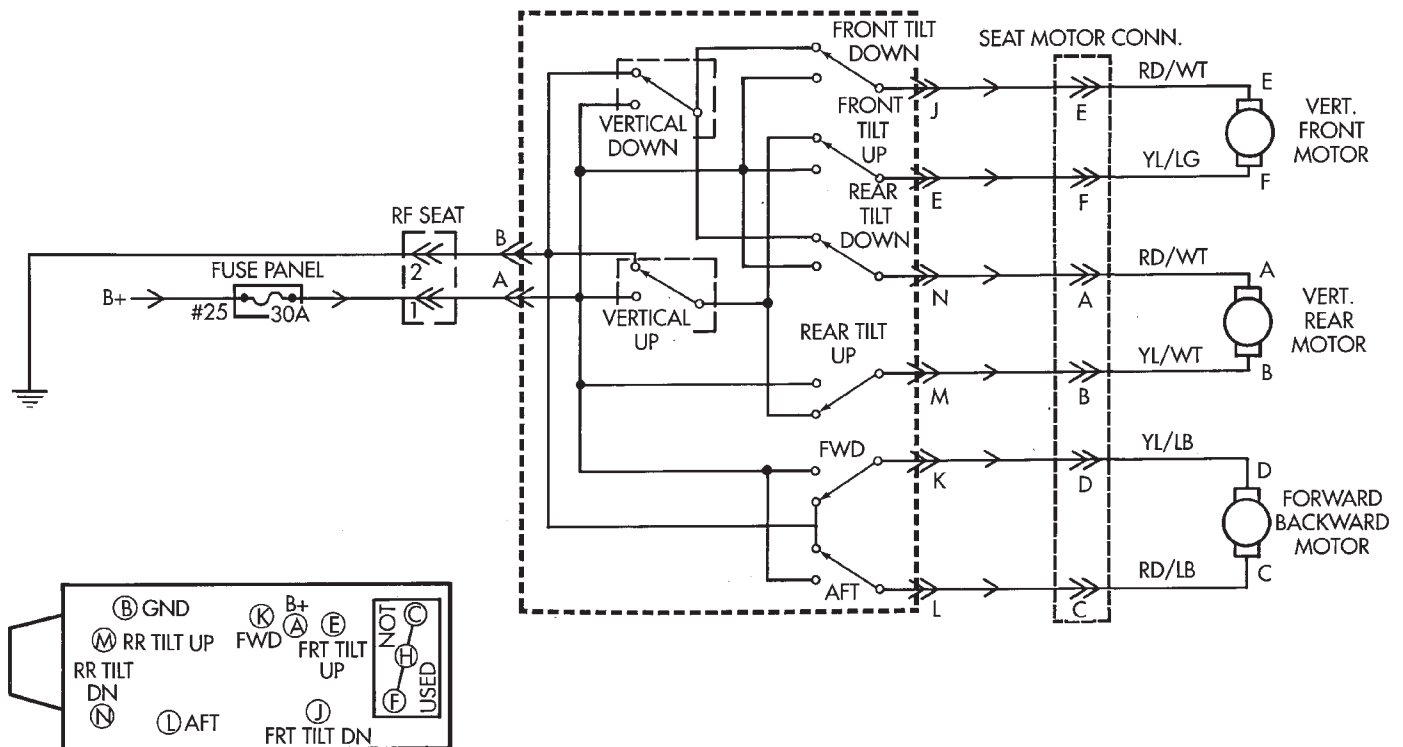 FRONT TILT
DOWN
SEAT MOTOR CONN.
RD/WT
E
VERT.
FRONT
MOTOR
VERTICAL
DOWN
FRONT
TILT
UP
J
E
YL/LG
F
REAR
TILT
DOWN
E
F
RF SEAT
B
2
FUSE PANEL
A
B+
#25
30A
1
RD/WT
A
N
A
VERT.
REAR
MOTOR
VERTICAL
UP
REAR TILT
UP
YL/WT
B
M
B
FWD
YL/LB
D
K
D
FORWARD
BACKWARD
MOTOR
AFT
RD/LB
C
L
C
B GND
K
FWD
B+
A
E
FRT TILT
UP
NOT
USED
C
H
F
M RR TILT UP
RR TILT
DN
N
L AFT
J
FRT TILT DN